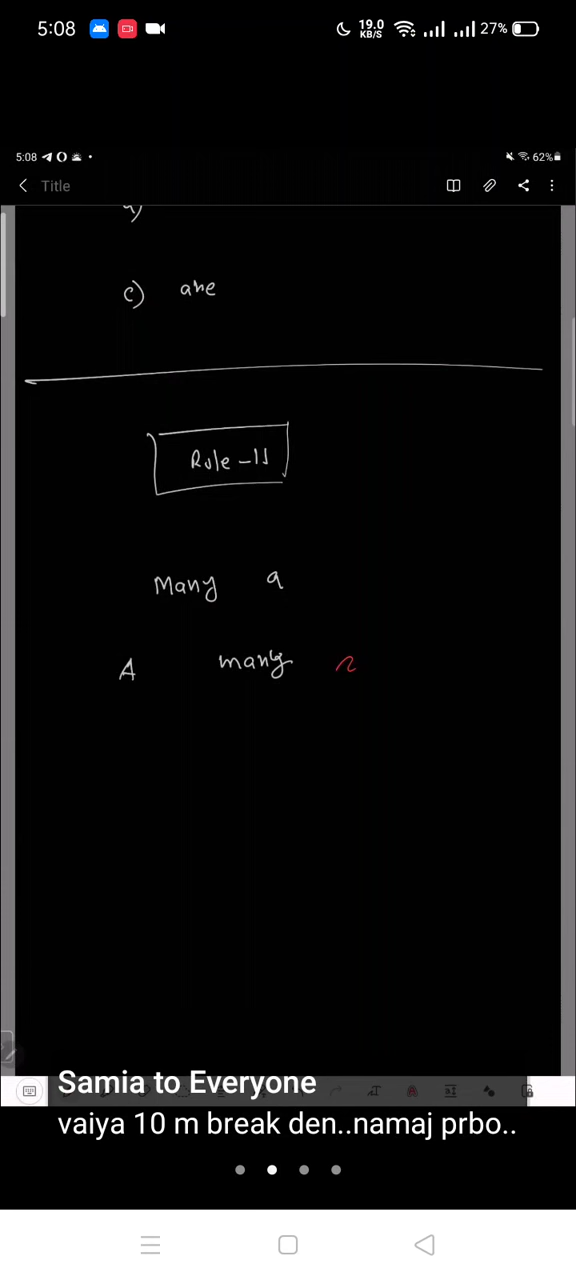 5:08
19.0
KB/S
27%
5:08
62%
Title
c) are
Rule-11
Many a
A many
Samia to Everyone
vaiya 10 m break den..namaj prbo..